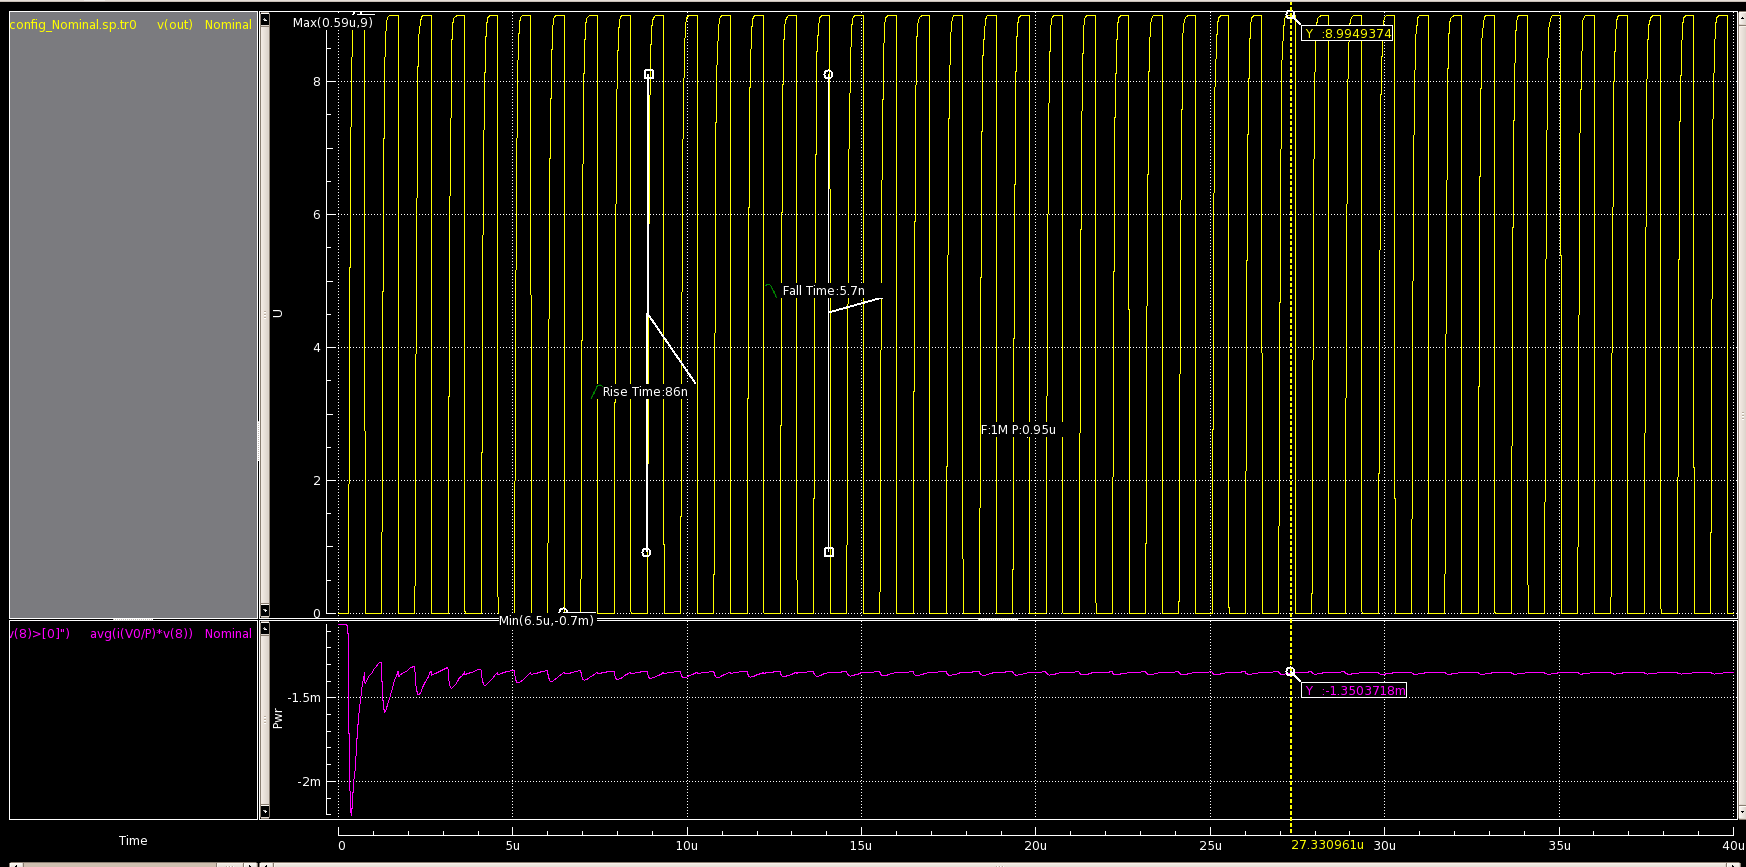 config_Nominal.sp.tr0 v(out) Nominal
Max(0.59u,9)
Y :8.9949374
8
6
U
Fall Time:5.7n
4
Rise Time:86n
F:1M P:0.95u
2
0
Min(6.5u,-0.7m)
/(8)>[0]") avg(i(V0/P)*v(8)) Nominal
Y :-1.3503718m
-1.5m
Pwr
-2m
Time
0 5u 10u 15u 20u 25u 27.330961u 30u 35u 40u